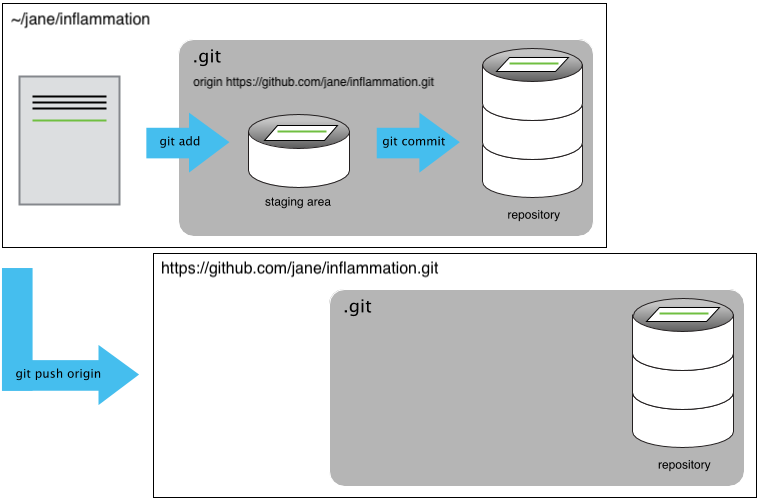 ~/jane/inflammation
.git
origin https://github.com/jane/inflammation.git
git add
git commit
staging area
repository
https://github.com/jane/inflammation.git
.git
git push origin
repository